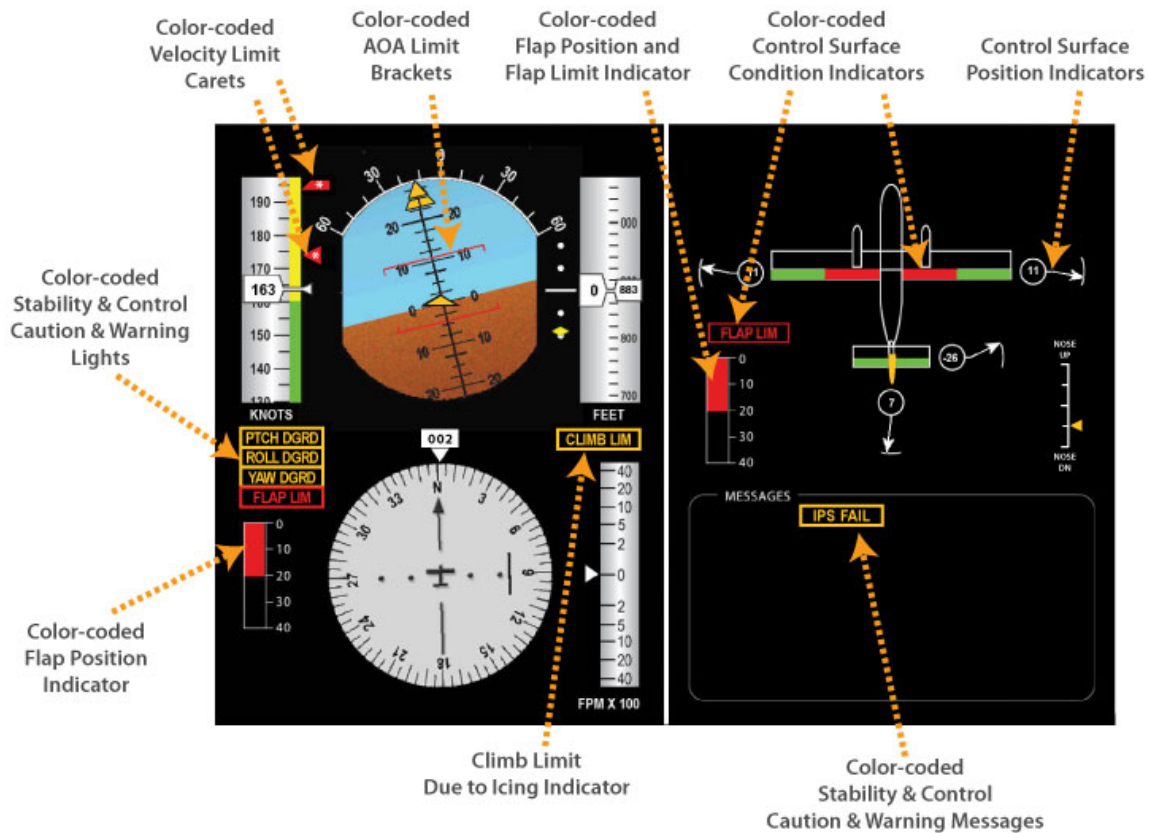 Color-coded
Velocity Limit
Carets
Color-coded
AOA Limit
Brackets
Color-coded
Flap Position and
Flap Limit Indicator
Color-coded
Control Surface
Condition Indicators
Control Surface
Position Indicators
Color-coded
Stability & Control
Caution & Warning
Lights
190
180
170
163
160
150
140
130
KNOTS
*
*
60
30
0
30
60
20
20
10
10
0
0
10
10
20
20
000
900
0
883
800
700
FEET
PTCH DGRD
ROLL DGRD
YAW DGRD
FLAP LIM
0
10
20
30
40
002
N
3
6
9
12
15
18
21
24
27
30
33
CLIMB LIM
40
20
10
5
2
0
2
5
10
20
40
FPM X 100
-11
11
FLAP LIM
0
10
20
30
40
-26
7
NOSE
UP
NOSE
DN
MESSAGES
IPS FAIL
Color-coded
Flap Position
Indicator
Climb Limit
Due to Icing Indicator
Color-coded
Stability & Control
Caution & Warning Messages